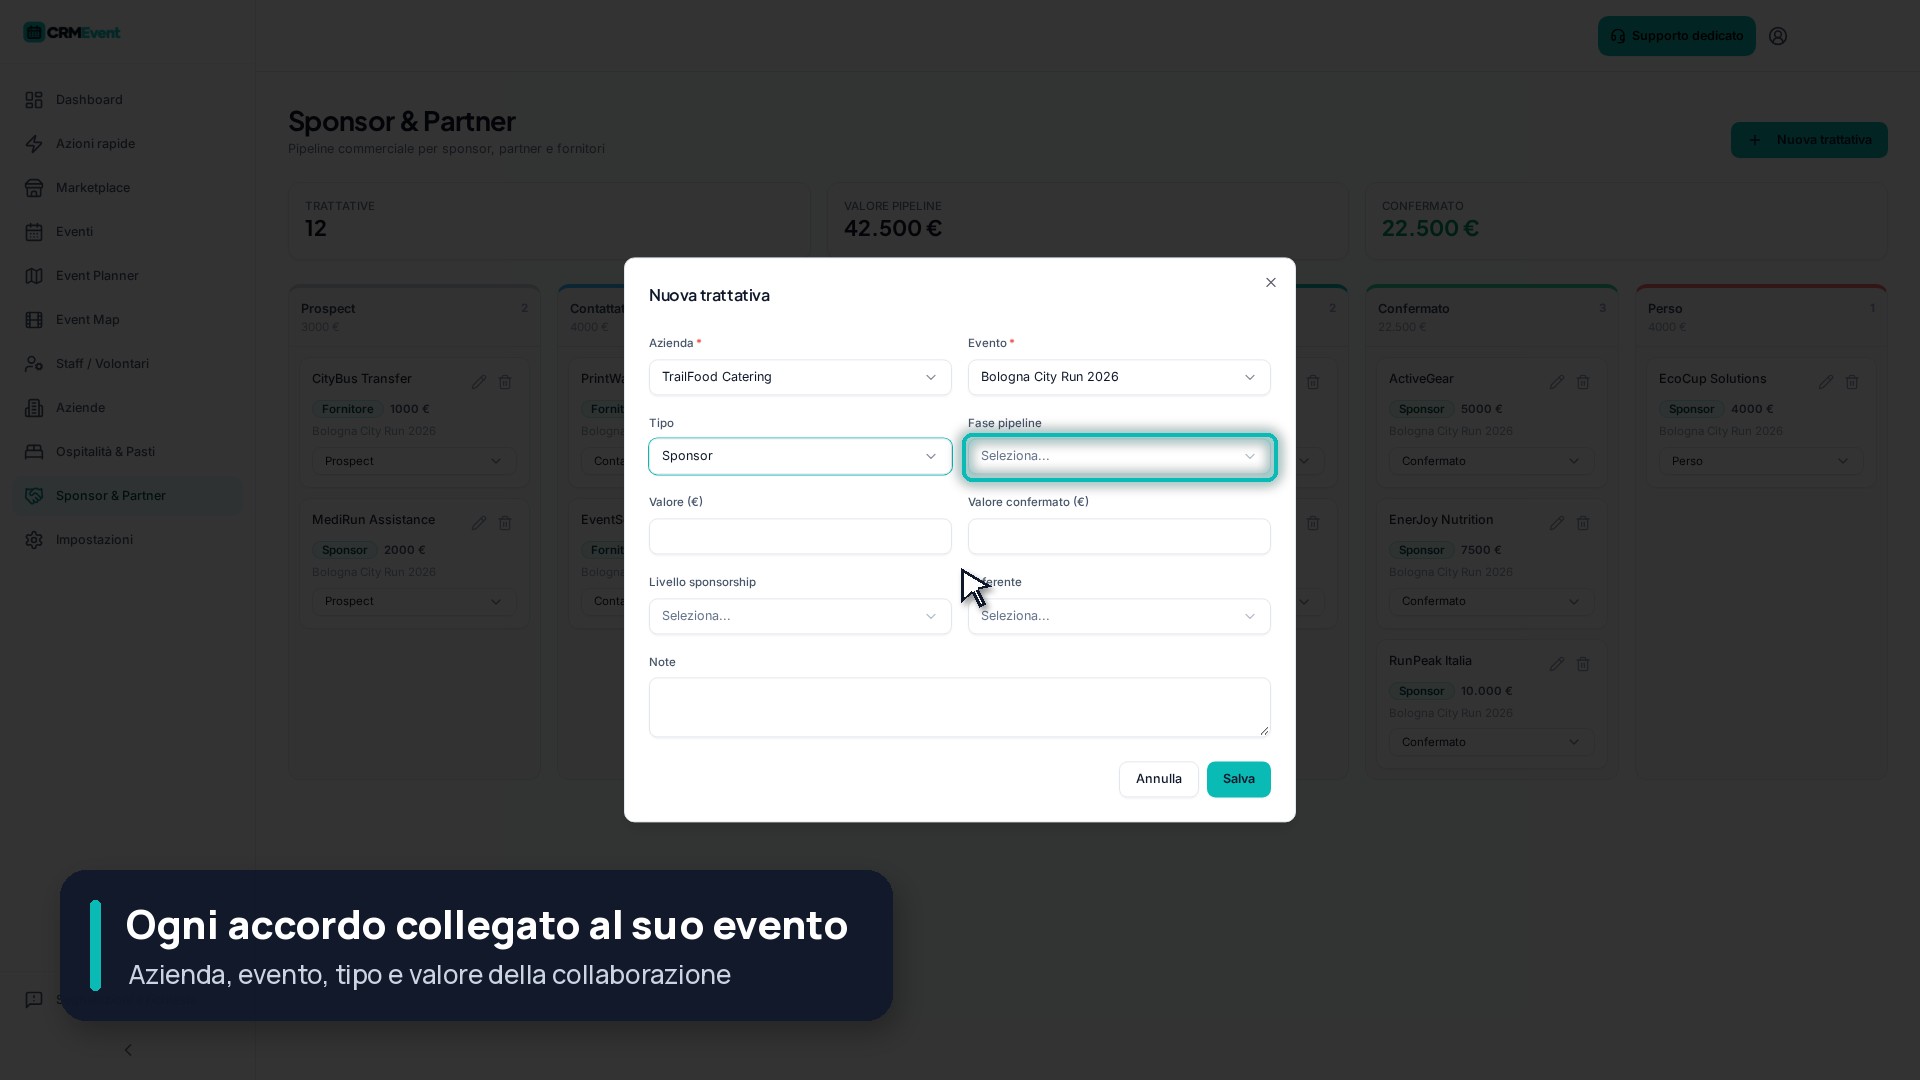 CRMEvent
Supporto dedicato
Dashboard
Azioni rapide
Marketplace
Eventi
Event Planner
Event Map
Staff / Volontari
Aziende
Ospitalità & Pasti
Sponsor & Partner
Impostazioni
Sponsor & Partner
Pipeline commerciale per sponsor, partner e fornitori
Nuova trattativa
TRATTATIVE
12
VALORE PIPELINE
42.500 €
CONFERMATO
22.500 €
Prospect 2
3000 €
CityBus Transfer
Fornitore 1000 €
Bologna City Run 2026
Prospect
MediRun Assistance
Sponsor 2000 €
Bologna City Run 2026
Prospect
4000 €
2
Confermato 3
22.500 €
ActiveGear
Sponsor 5000 €
Bologna City Run 2026
Confermato
EnerJoy Nutrition
Sponsor 7500 €
Bologna City Run 2026
Confermato
RunPeak Italia
Sponsor 10.000 €
Bologna City Run 2026
Confermato
Perso 1
4000 €
EcoCup Solutions
Sponsor 4000 €
Bologna City Run 2026
Perso
Nuova trattativa
Azienda *
TrailFood Catering
Evento *
Bologna City Run 2026
Tipo
Sponsor
Fase pipeline
Seleziona...
Valore (€)
Valore confermato (€)
Livello sponsorship
Seleziona...
Seleziona...
Note
Annulla
Salva
Ogni accordo collegato al suo evento
Azienda, evento, tipo e valore della collaborazione